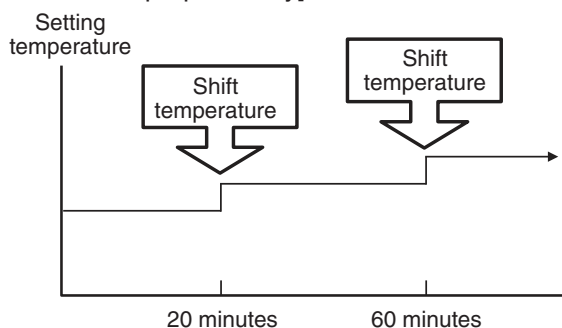 Setting
temperature
Shift
temperature
Shift
temperature
20 minutes
60 minutes